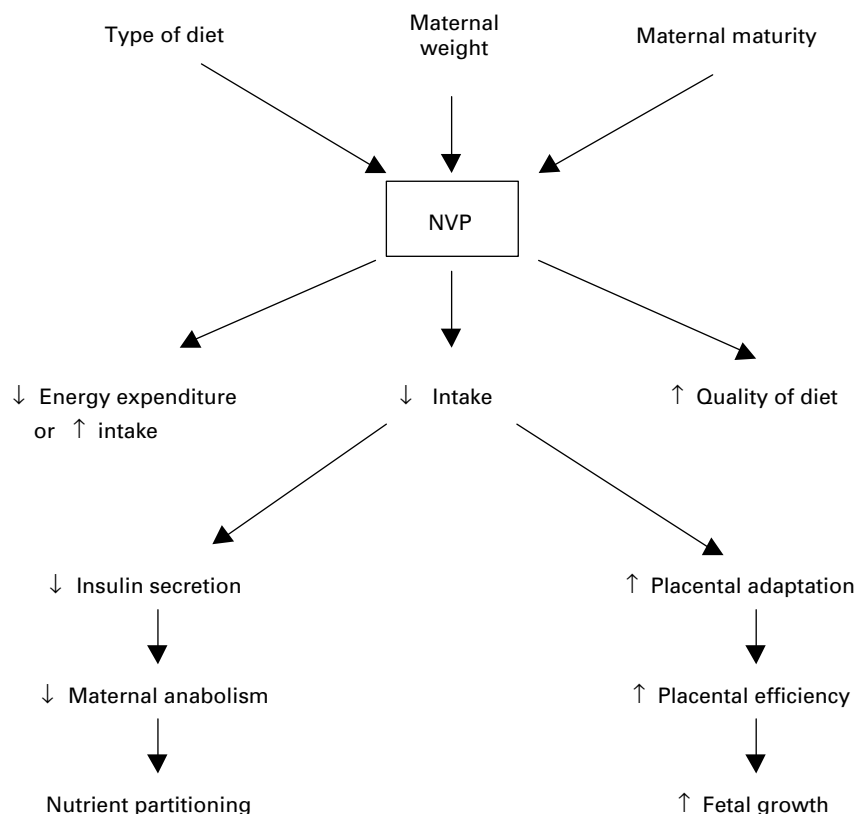 Type of diet
Maternal
weight
Maternal maturity
NVP
↓ Energy expenditure
or ↑ intake
↓ Intake
↑ Quality of diet
↓ Insulin secretion
↑ Placental adaptation
↓ Maternal anabolism
↑ Placental efficiency
Nutrient partitioning
↑ Fetal growth